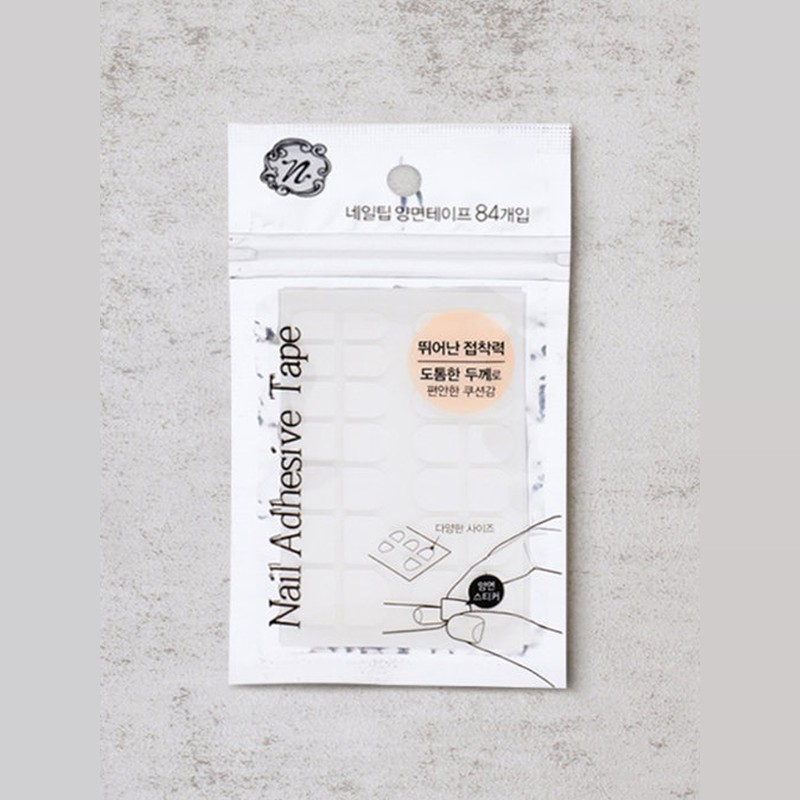 n
네일팁 양면테이프 84개입
Nail Adhesive Tape
뛰어난 접착력
도톰한 두께로
편안한 쿠션감
다양한 사이즈
양면
스티커